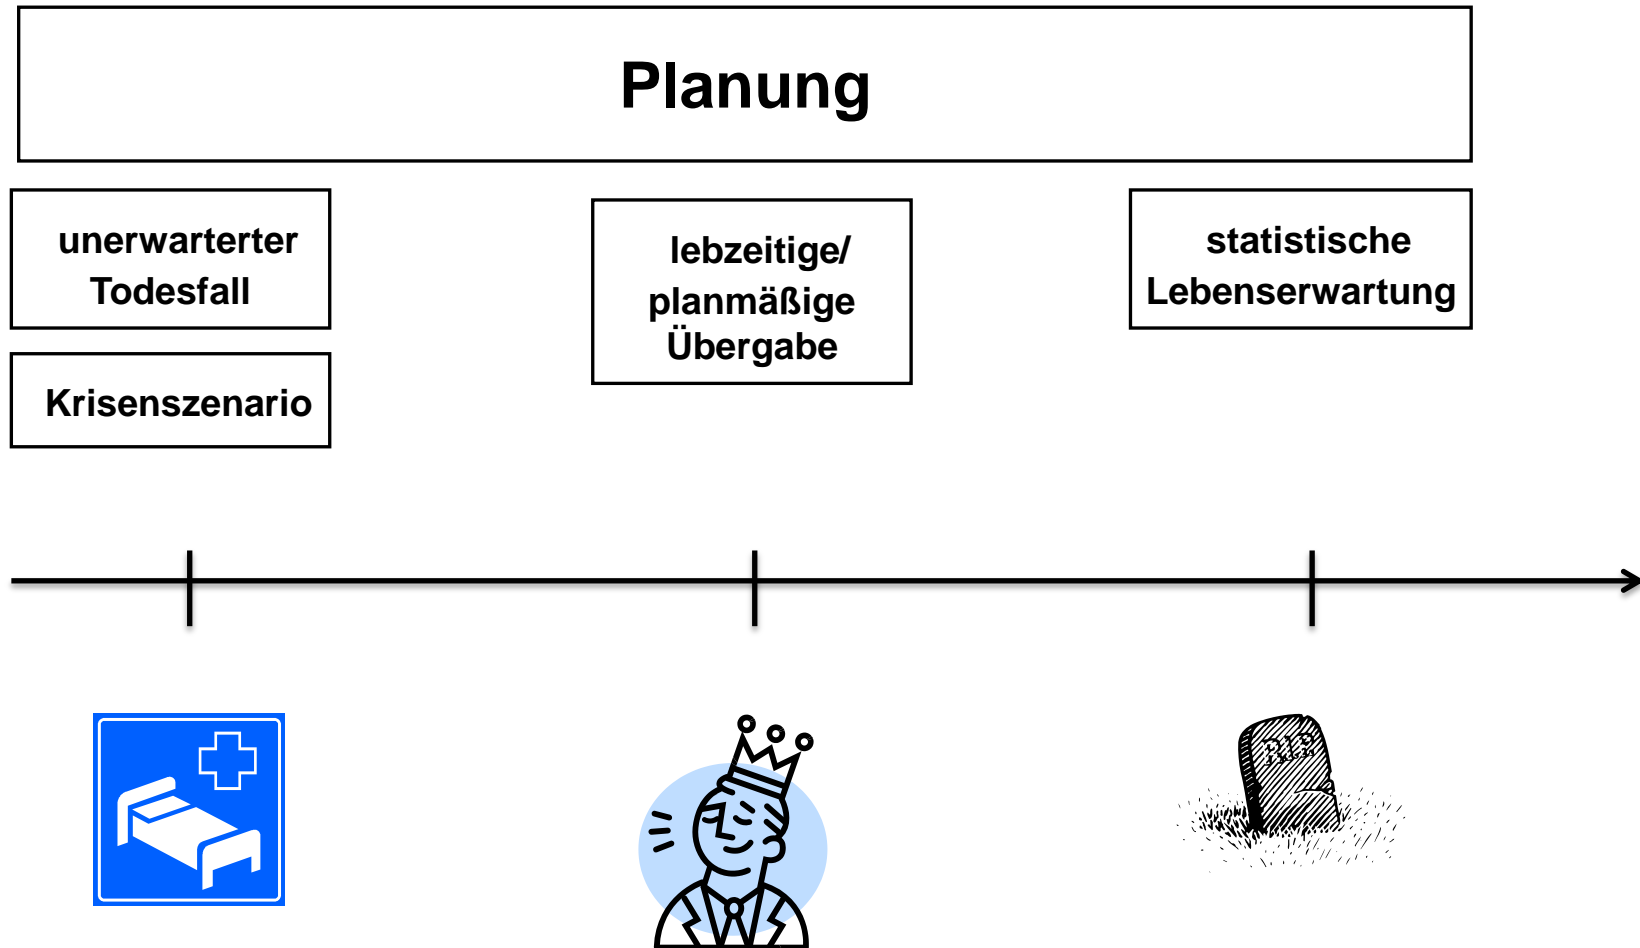 Planung
unerwarterter
Todesfall
Krisenszenario
lebzeitige/
planmäßige
Übergabe
statistische
Lebenserwartung
RIP